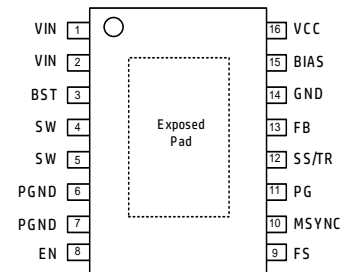 VIN 1 16 VCC
VIN 2 15 BIAS
BST 3 14 GND
SW 4 Exposed 13 FB
Pad
SW 5 12 SS/TR
PGND 6 11 PG
PGND 7 10 MSYNC
EN 8 9 FS